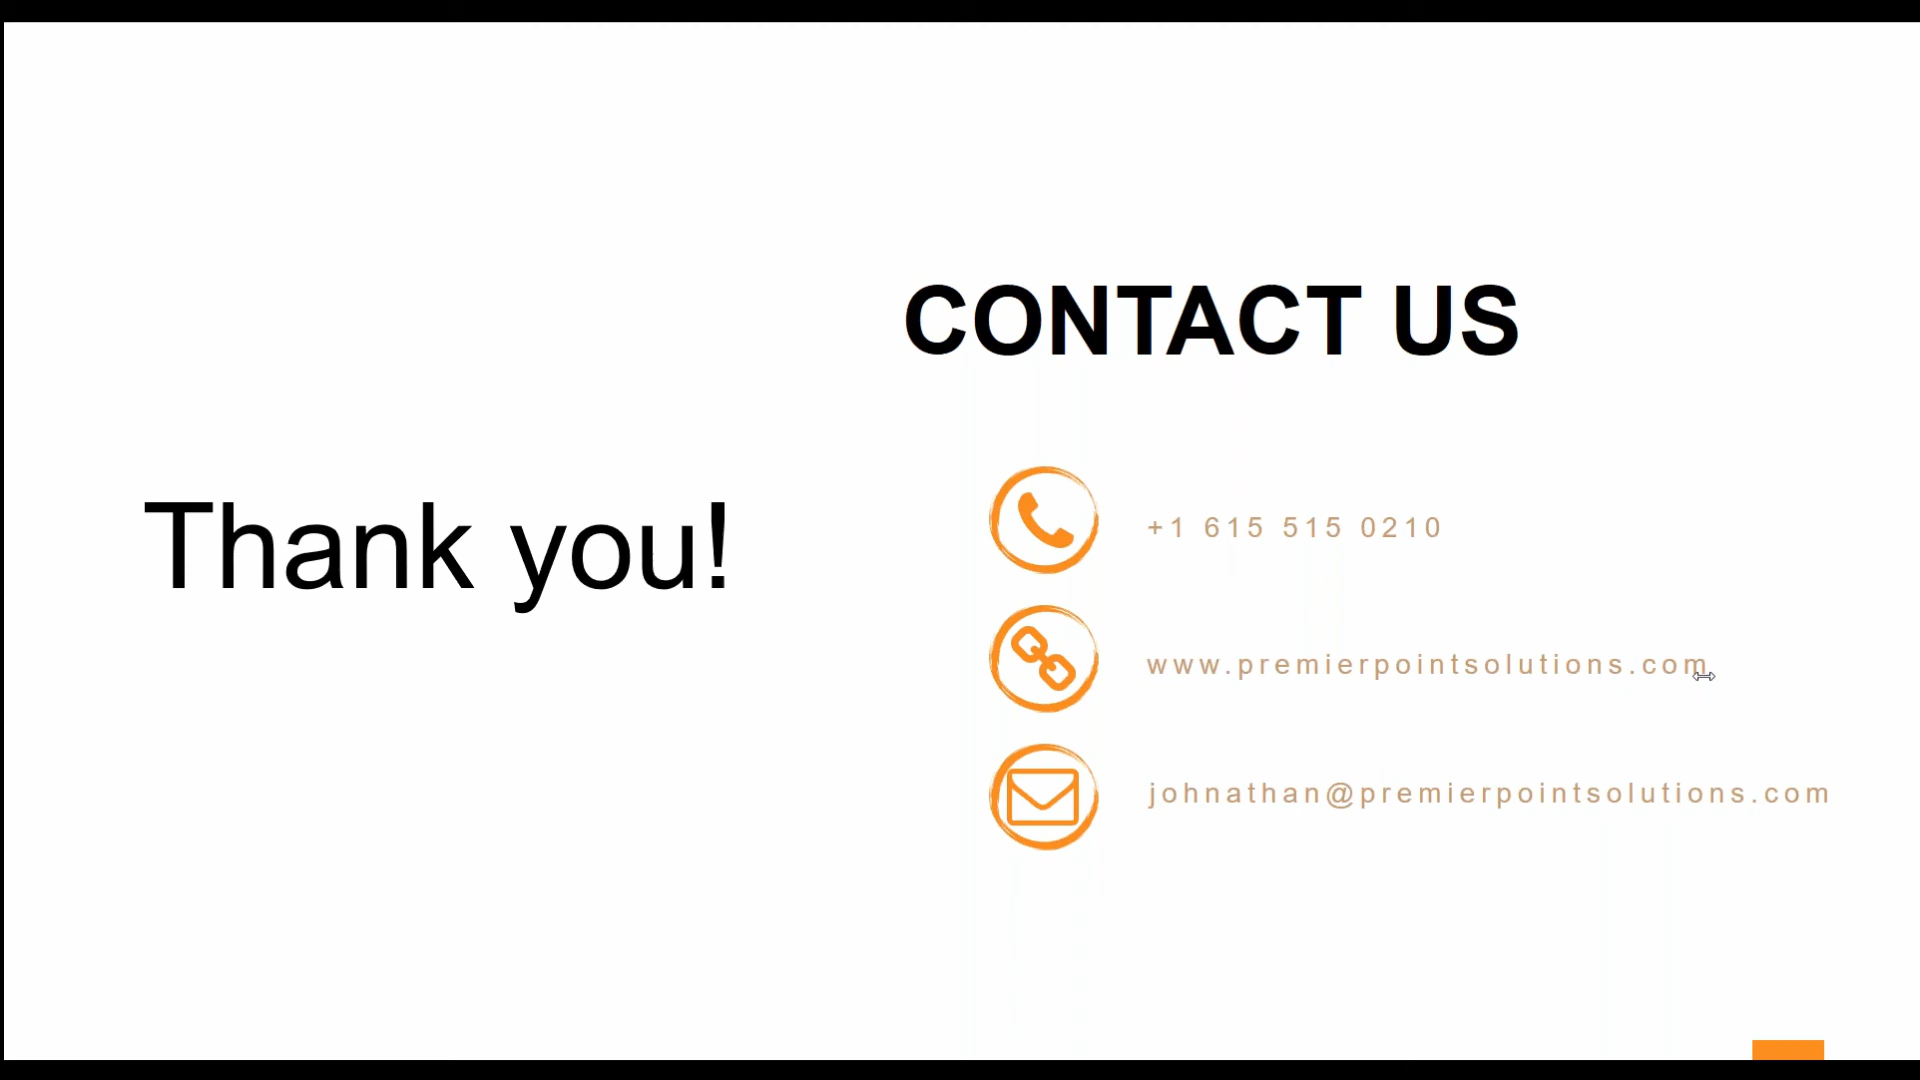 Thank you!
CONTACT US
+1 615 515 0210
www.premierpointsolutions.com
johnathan@premierpointsolutions.com